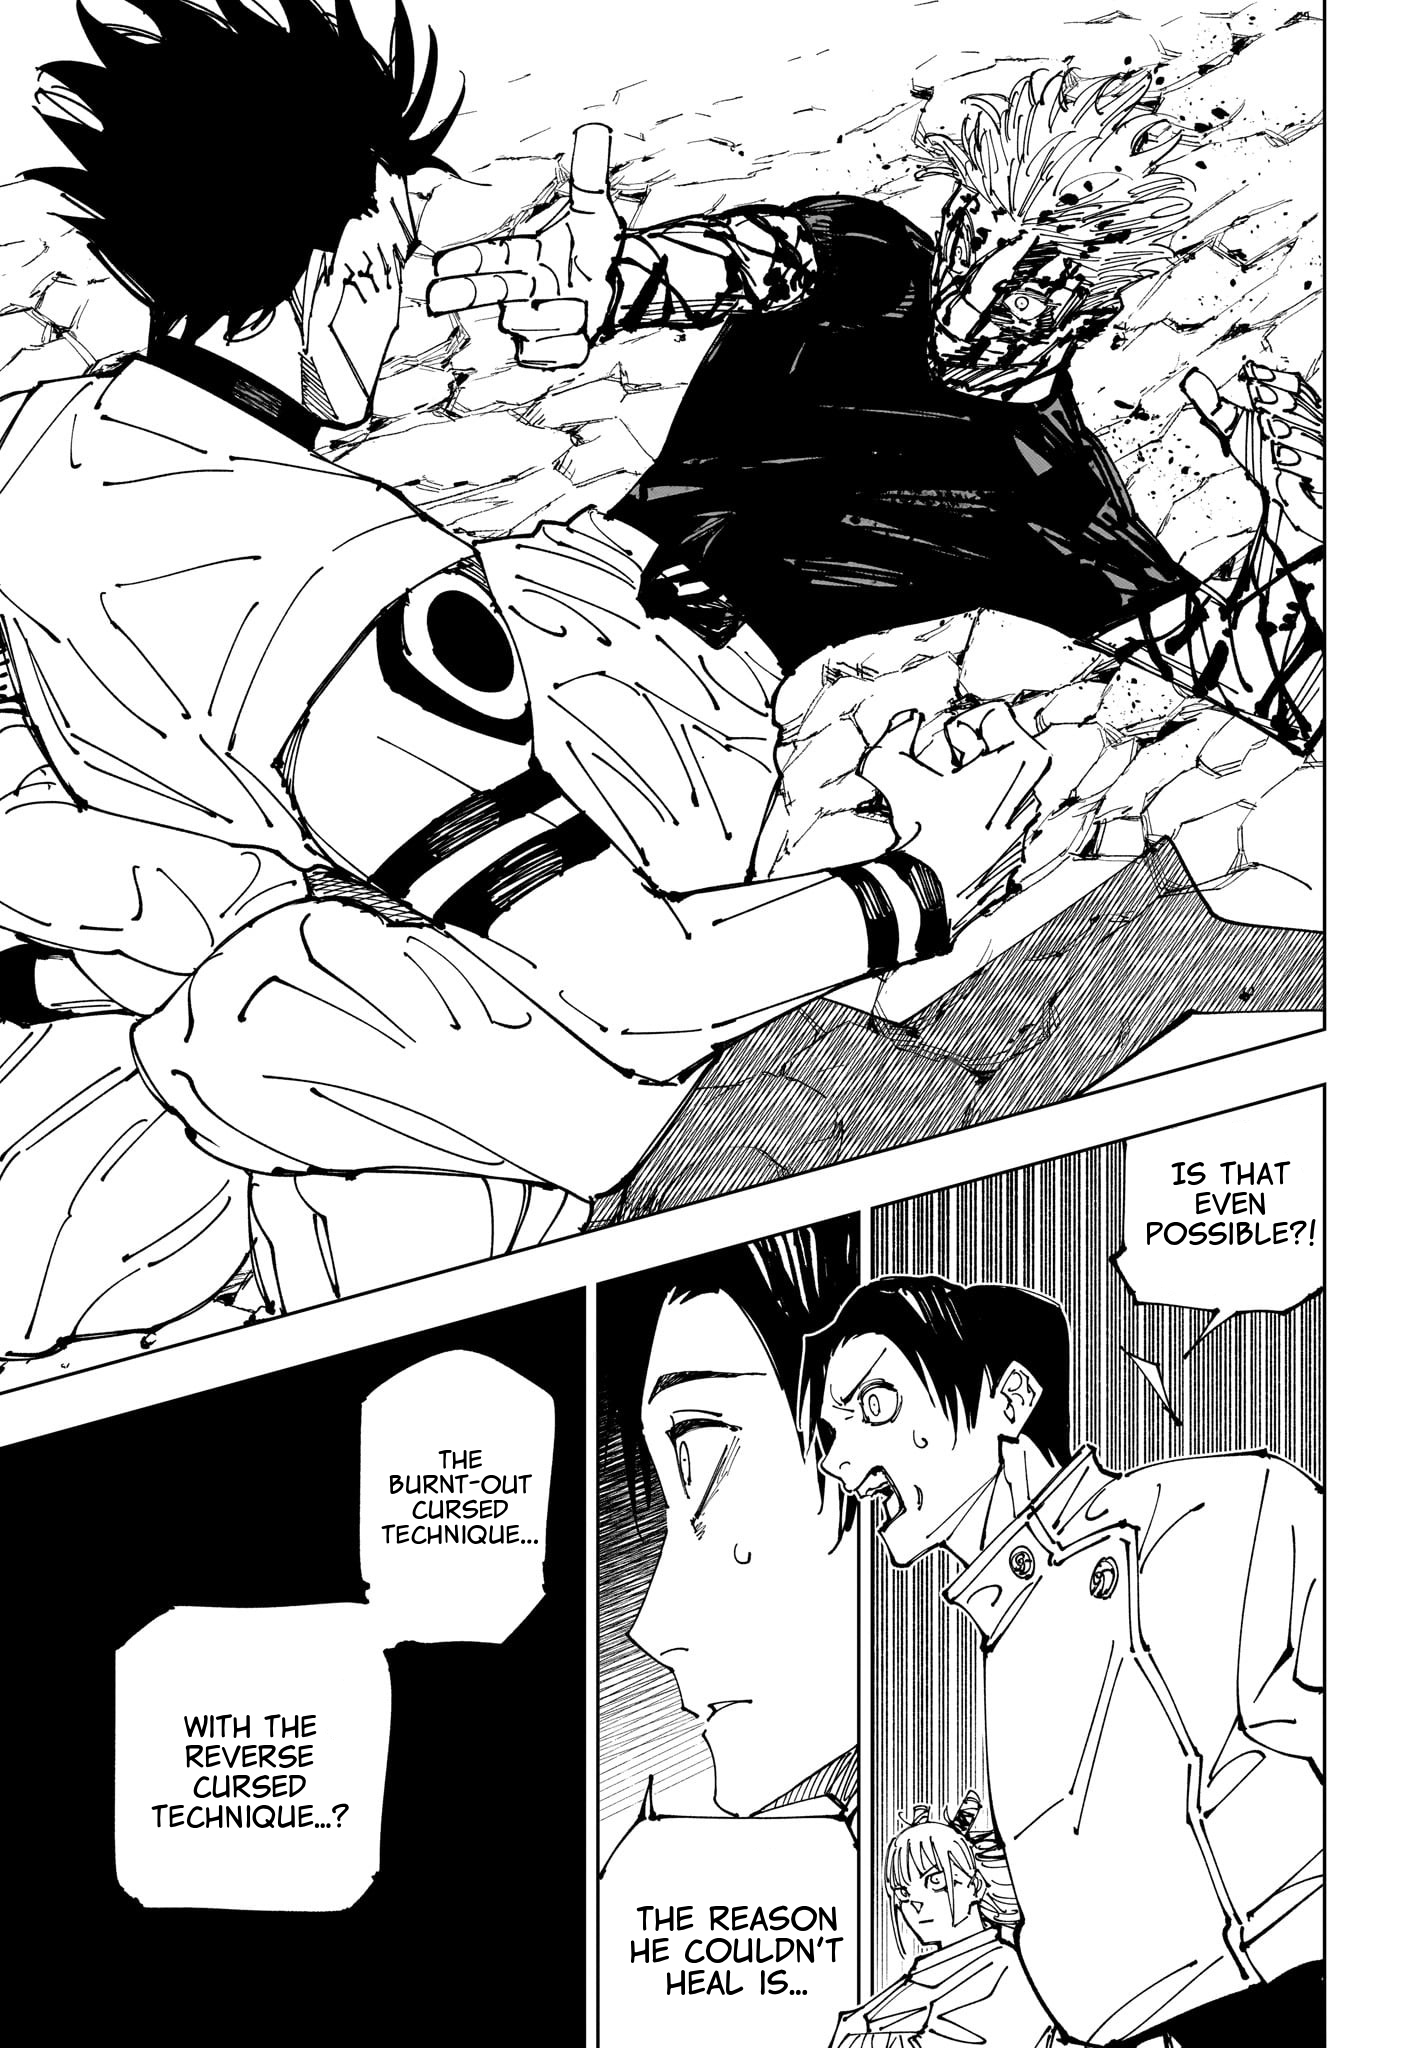 IS THAT
EVEN
POSSIBLE?!
THE REASON
HE COULDN'T
HEAL IS...
THE
BURNT-OUT
CURSED
TECHNIQUE...
WITH THE
REVERSE
CURSED
TECHNIQUE...?